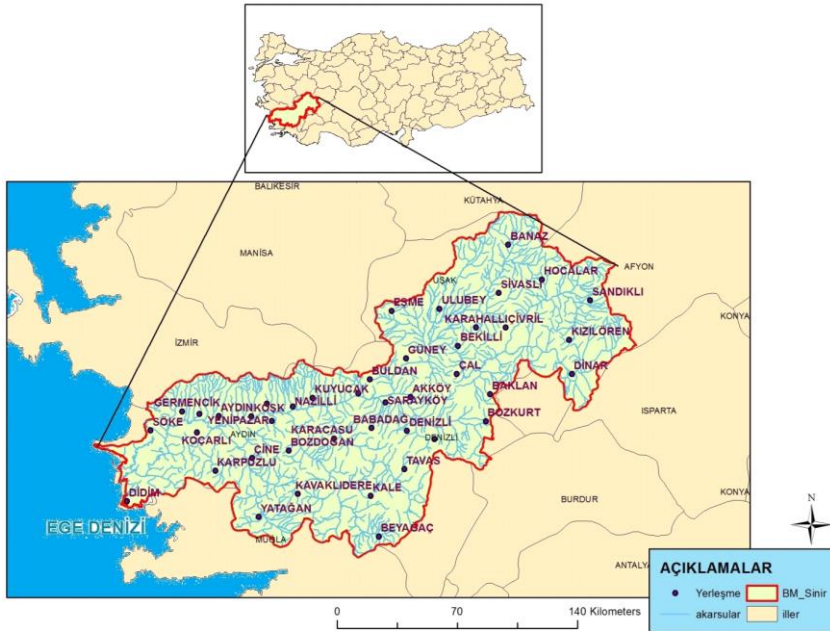 BALIKESİR
KÜTAHYA
BANAZ
MANİSA
AFYON
HOCALAR
UŞAK
SİVASLI
SANDIKLI
EŞME
ULUBEY
KONYA
KARAHALLI
ÇİVRİL
İZMİR
BEKİLLİ
KIZILÖREN
GÜNEY
BULDAN
ÇAL
DİNAR
KUYUCAK
AKKÖY
BAKLAN
GERMENCİK
NAZİLLİ
SARAYKÖY
AYDIN
KÖŞK
ISPARTA
SÖKE
YENİPAZAR
BABADAĞ
DENİZLİ
BOZKURT
KOÇARLI
AYDIN
KARACASU
DENİZLİ
BOZDOĞAN
ÇİNE
KARPUZLU
TAVAS
DİDİM
KAVAKLIDERE
KALE
BURDUR
KONYA
YATAĞAN
EGE DENİZİ
MUĞLA
BEYAĞAÇ
N
ANTALYA
AÇIKLAMALAR
Yerleşme
BM_Sinir
akarsular
iller
0 70 140 Kilometers